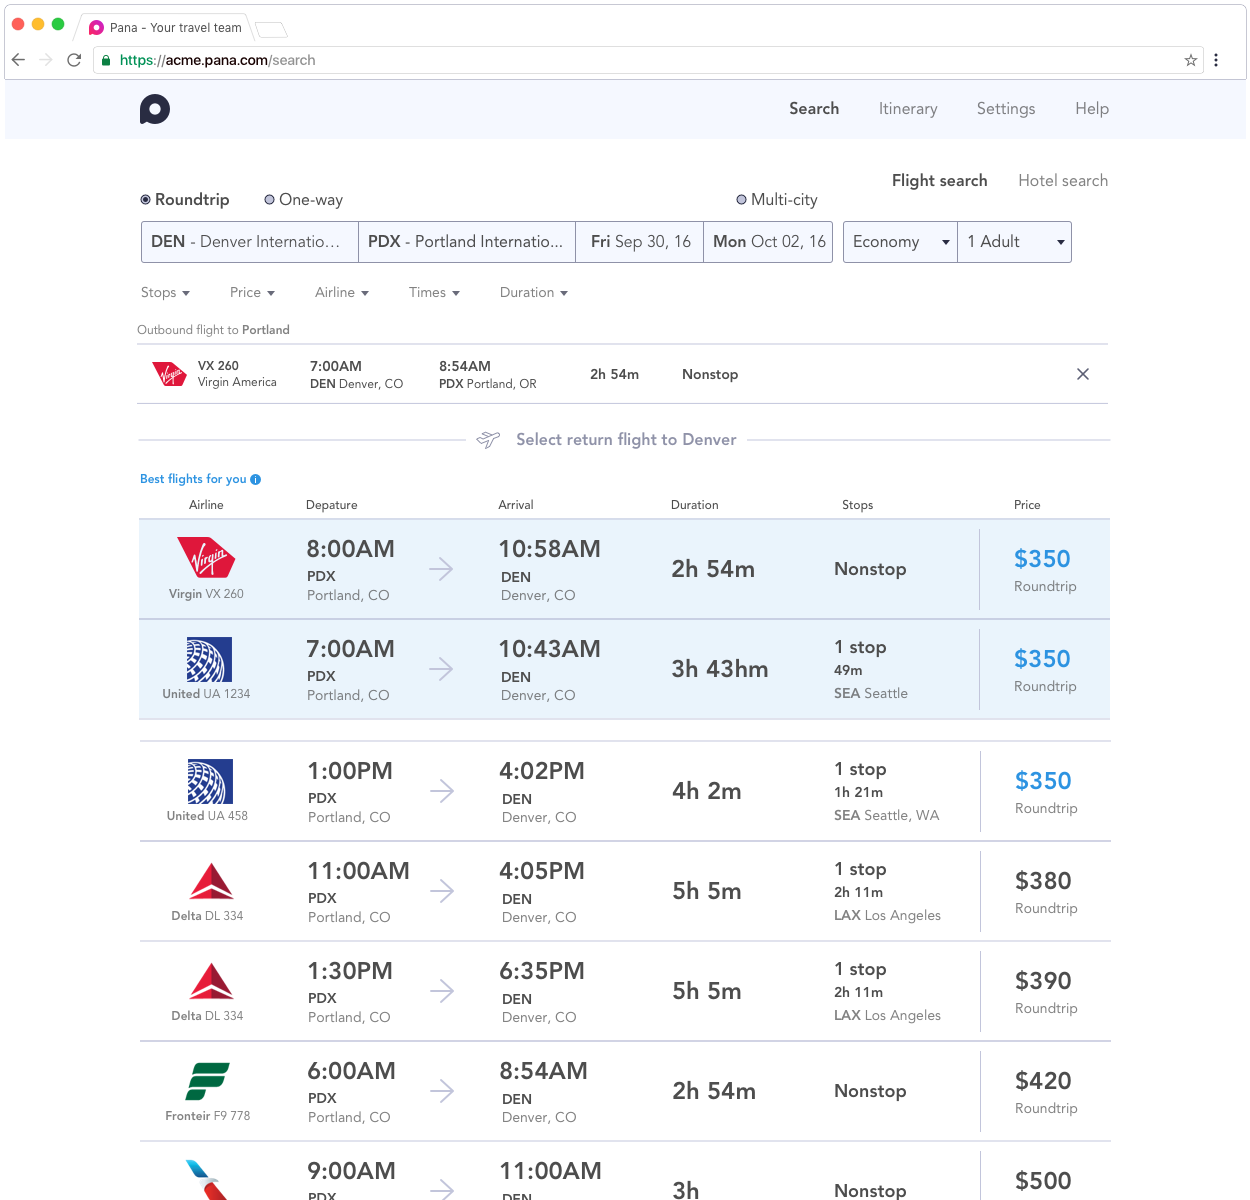 Pana - Your travel team
https://acme.pana.com/search
Search Itinerary Settings Help
Flight search Hotel search
Roundtrip One-way Multi-city
DEN - Denver Internatio... PDX - Portland Internatio... Fri Sep 30, 16 Mon Oct 02, 16 Economy 1 Adult
Stops Price Airline Times Duration
Outbound flight to Portland
VX 260 7:00AM 8:54AM
Virgin America DEN Denver, CO PDX Portland, OR 2h 54m Nonstop
Virgin
Select return flight to Denver
Best flights for you i
Airline Depature Arrival Duration Stops Price
Virgin
8:00AM 10:58AM $350
PDX DEN 2h 54m Nonstop
Virgin VX 260 Portland, CO Denver, CO Roundtrip
7:00AM 10:43AM 1 stop $350
PDX DEN 3h 43hm 49m
United UA 1234 Portland, CO Denver, CO SEA Seattle Roundtrip
1:00PM 4:02PM 1 stop $350
PDX DEN 4h 2m 1h 21m
United UA 458 Portland, CO Denver, CO SEA Seattle, WA Roundtrip
11:00AM 4:05PM 1 stop $380
PDX DEN 5h 5m 2h 11m
Delta DL 334 Portland, CO Denver, CO LAX Los Angeles Roundtrip
1:30PM 6:35PM 1 stop $390
PDX DEN 5h 5m 2h 11m
Delta DL 334 Portland, CO Denver, CO LAX Los Angeles Roundtrip
6:00AM 8:54AM $420
PDX DEN 2h 54m Nonstop
Fronteir F9 778 Portland, CO Denver, CO Roundtrip
9:00AM 11:00AM $500
PDX DEN 3h Nonstop